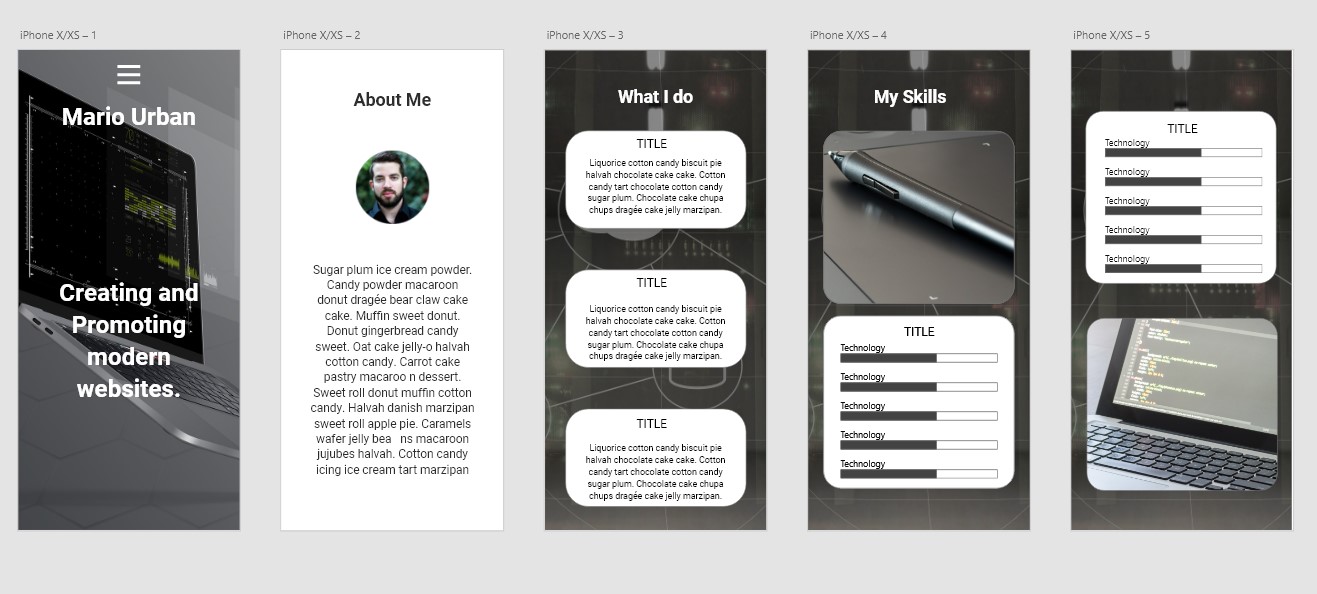 iPhone X/XS – 1
Mario Urban
Creating and
Promoting
modern
websites.
iPhone X/XS – 2
About Me
Sugar plum ice cream powder.
Candy powder macaroon
donut dragée bear claw cake
cake. Muffin sweet donut.
Donut gingerbread candy
sweet. Oat cake jelly-o halvah
cotton candy. Carrot cake
pastry macaroo n dessert.
Sweet roll donut muffin cotton
candy. Halvah danish marzipan
sweet roll apple pie. Caramels
wafer jelly bea ns macaroon
jujubes halvah. Cotton candy
icing ice cream tart marzipan
iPhone X/XS – 3
What I do
TITLE
Liquorice cotton candy biscuit pie
halvah chocolate cake cake. Cotton
candy tart chocolate cotton candy
sugar plum. Chocolate cake chupa
chups dragée cake jelly marzipan.
TITLE
Liquorice cotton candy biscuit pie
halvah chocolate cake cake. Cotton
candy tart chocolate cotton candy
sugar plum. Chocolate cake chupa
chups dragée cake jelly marzipan.
TITLE
Liquorice cotton candy biscuit pie
halvah chocolate cake cake. Cotton
candy tart chocolate cotton candy
sugar plum. Chocolate cake chupa
chups dragée cake jelly marzipan.
iPhone X/XS – 4
My Skills
TITLE
Technology
Technology
Technology
Technology
Technology
iPhone X/XS – 5
TITLE
Technology
Technology
Technology
Technology
Technology